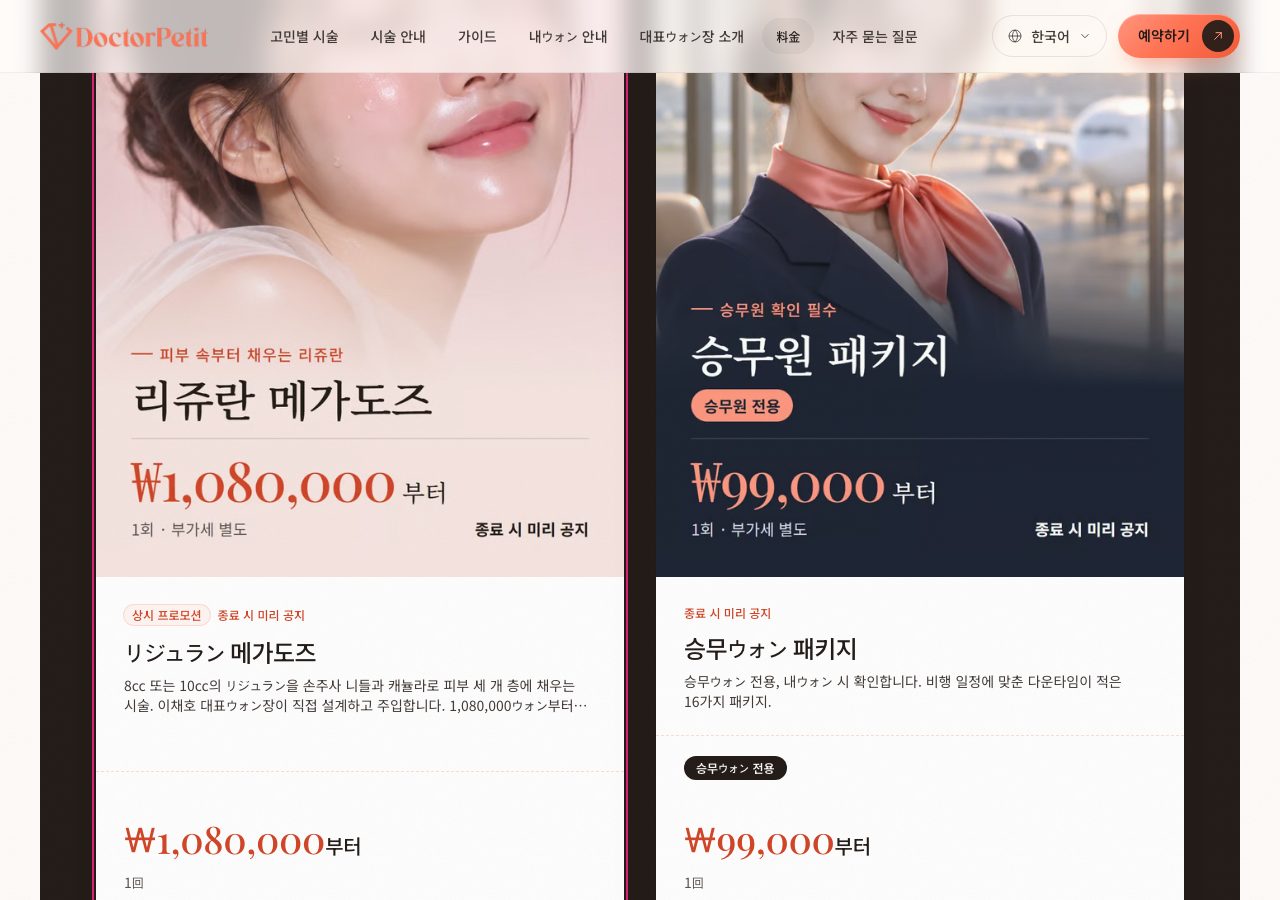 DoctorPetit
고민별 시술
시술 안내
가이드
내ウォン 안내
대표ウォン장 소개
料金
자주 묻는 질문
한국어
예약하기
피부 속부터 채우는 리쥬란
리쥬란 메가도즈
₩1,080,000 부터
1회 · 부가세 별도
종료 시 미리 공지
상시 프로모션
종료 시 미리 공지
リジュラン 메가도즈
8cc 또는 10cc의 リジュラン을 손주사 니들과 캐뉼라로 피부 세 개 층에 채우는
시술. 이채호 대표ウォン장이 직접 설계하고 주입합니다. 1,080,000ウォン부터…
₩1,080,000부터
1回
승무원 확인 필수
승무원 패키지
승무원 전용
₩99,000 부터
1회 · 부가세 별도
종료 시 미리 공지
종료 시 미리 공지
승무ウォン 패키지
승무ウォン 전용, 내ウォン 시 확인합니다. 비행 일정에 맞춘 다운타임이 적은
16가지 패키지.
승무ウォン 전용
₩99,000부터
1回